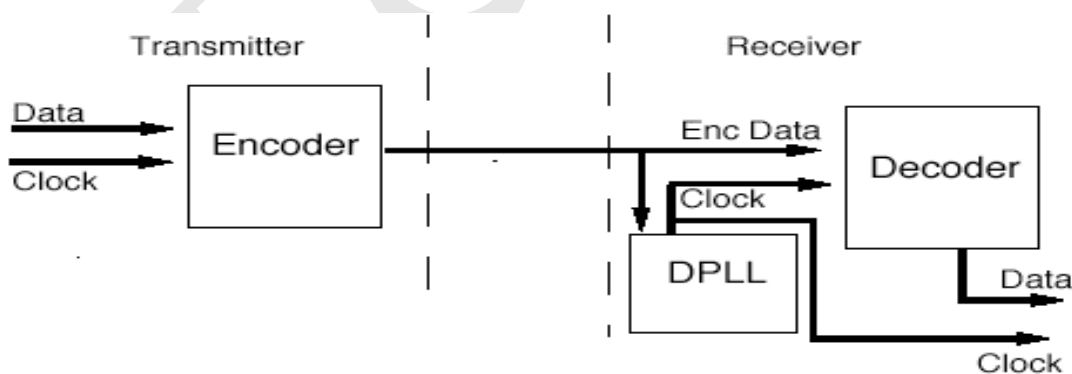 Transmitter
Receiver
Data
Clock
Encoder
Enc Data
Clock
Decoder
DPLL
Data
Clock